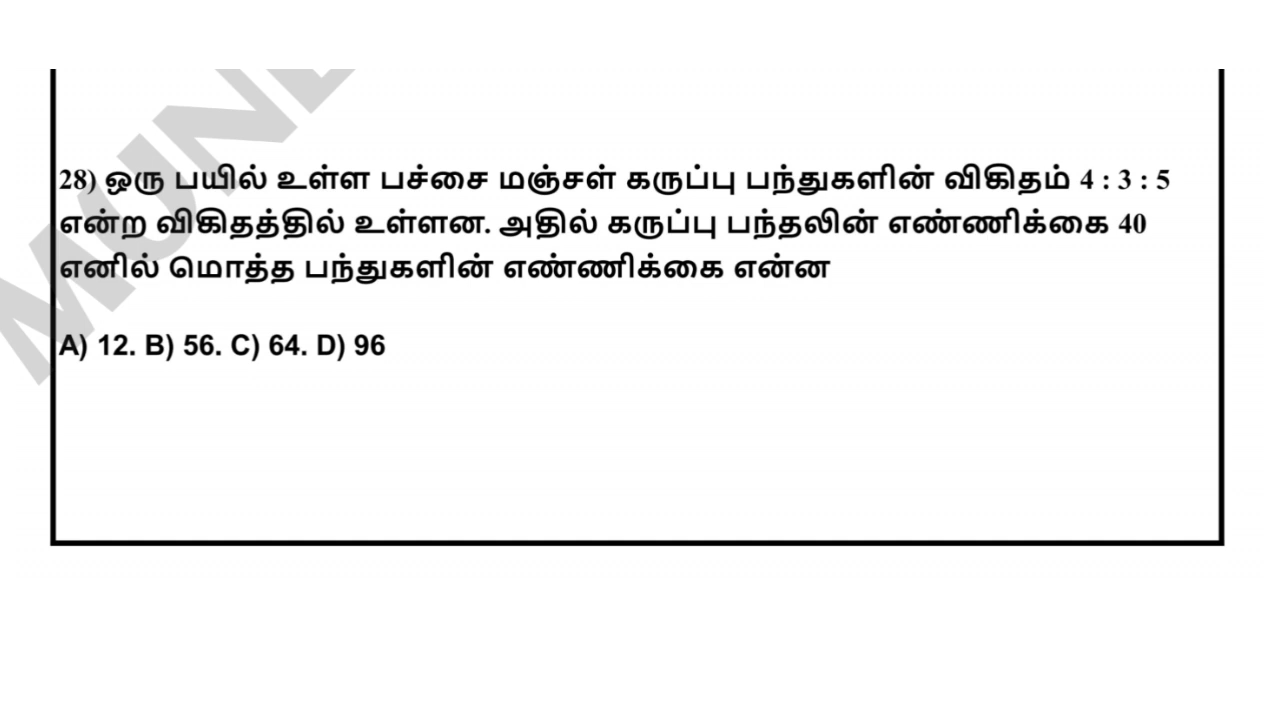 28) ஒரு பயில் உள்ள பச்சை மஞ்சள் கருப்பு பந்துகளின் விகிதம் 4 : 3 : 5
என்ற விகிதத்தில் உள்ளன. அதில் கருப்பு பந்தலின் எண்ணிக்கை 40
எனில் மொத்த பந்துகளின் எண்ணிக்கை என்ன
A) 12. B) 56. C) 64. D) 96